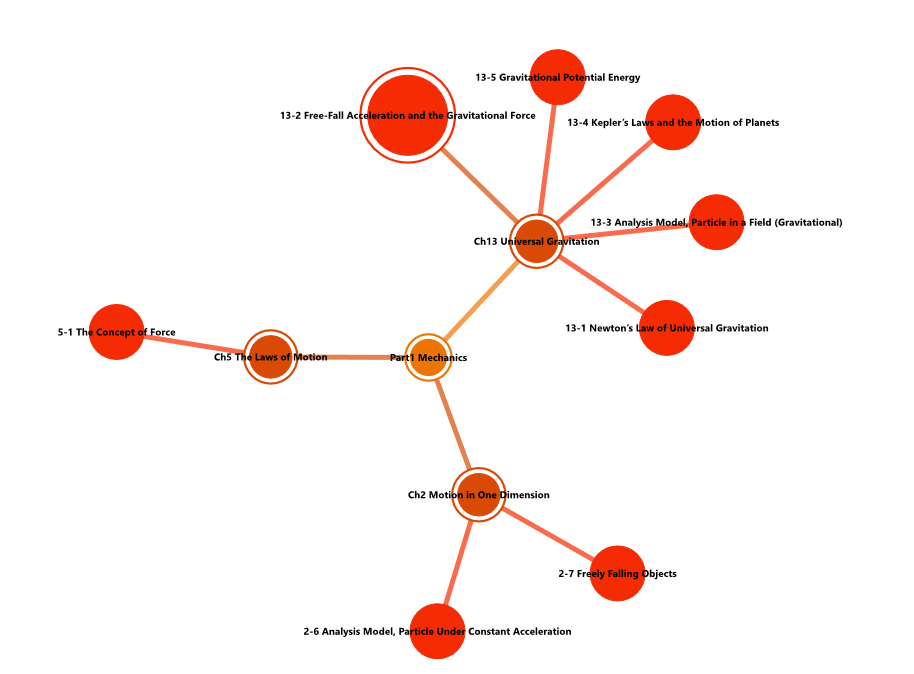 13-5 Gravitational Potential Energy
13-2 Free-Fall Acceleration and the Gravitational Force
13-4 Kepler’s Laws and the Motion of Planets
13-3 Analysis Model, Particle in a Field (Gravitational)
Ch13 Universal Gravitation
13-1 Newton’s Law of Universal Gravitation
5-1 The Concept of Force
Ch5 The Laws of Motion
Part1 Mechanics
Ch2 Motion in One Dimension
2-7 Freely Falling Objects
2-6 Analysis Model, Particle Under Constant Acceleration